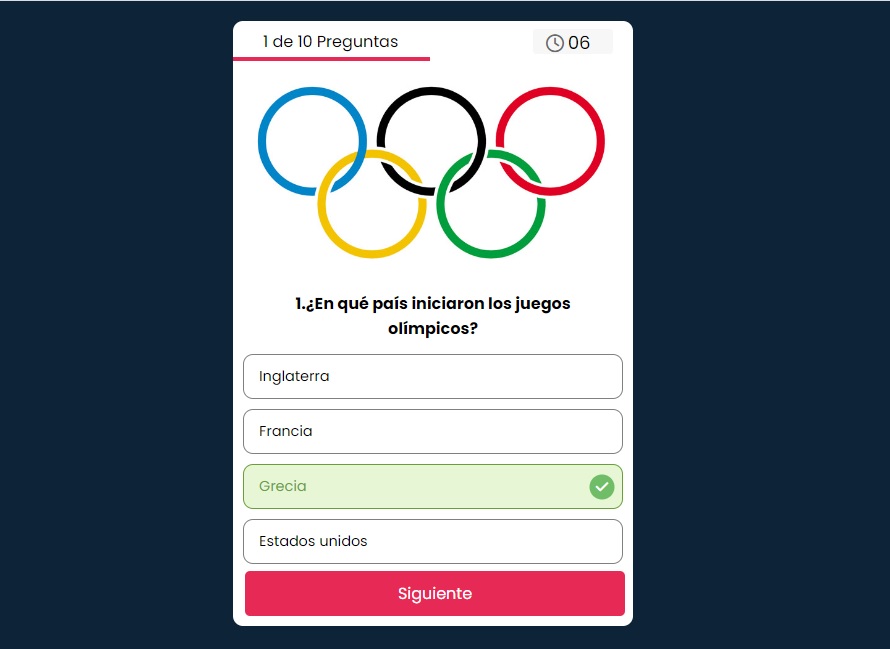 1 de 10 Preguntas
06
1.¿En qué país iniciaron los juegos
olímpicos?
Inglaterra
Francia
Grecia
Estados unidos
Siguiente